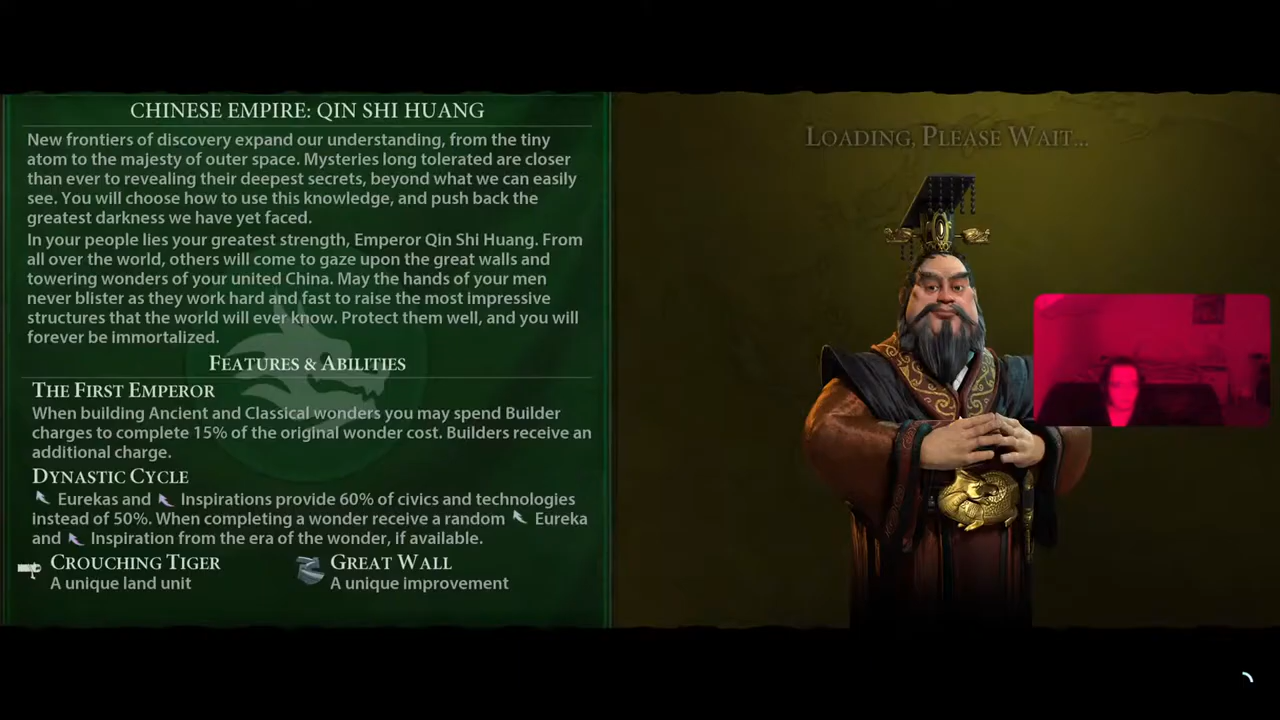 CHINESE EMPIRE: QIN SHI HUANG
New frontiers of discovery expand our understanding, from the tiny
atom to the majesty of outer space. Mysteries long tolerated are closer
than ever to revealing their deepest secrets, beyond what we can easily
see. You will choose how to use this knowledge, and push back the
greatest darkness we have yet faced.
In your people lies your greatest strength, Emperor Qin Shi Huang. From
all over the world, others will come to gaze upon the great walls and
towering wonders of your united China. May the hands of your men
never blister as they work hard and fast to raise the most impressive
structures that the world will ever know. Protect them well, and you will
forever be immortalized.
FEATURES & ABILITIES
THE FIRST EMPEROR
When building Ancient and Classical wonders you may spend Builder
charges to complete 15% of the original wonder cost. Builders receive an
additional charge.
DYNASTIC CYCLE
Eurekas and Inspirations provide 60% of civics and technologies
instead of 50%. When completing a wonder receive a random Eureka
and Inspiration from the era of the wonder, if available.
CROUCHING TIGER
A unique land unit
GREAT WALL
A unique improvement
LOADING, PLEASE WAIT...